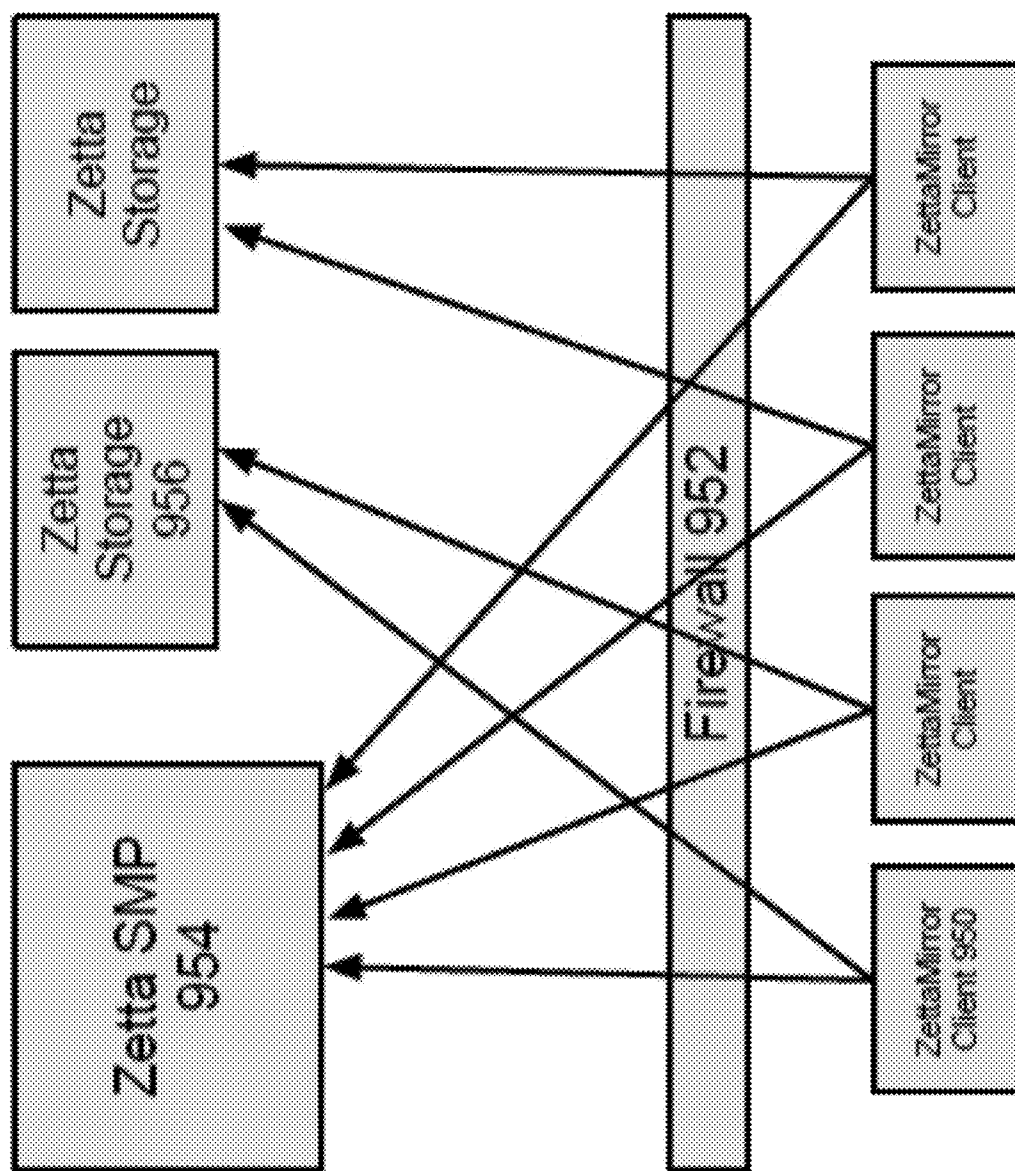 Zetta SMP
954
Zetta
Storage
956
Zetta
Storage
Firewall 952
ZettaMirror
Client 950
ZettaMirror
Client
ZettaMirror
Client
ZettaMirror
Client